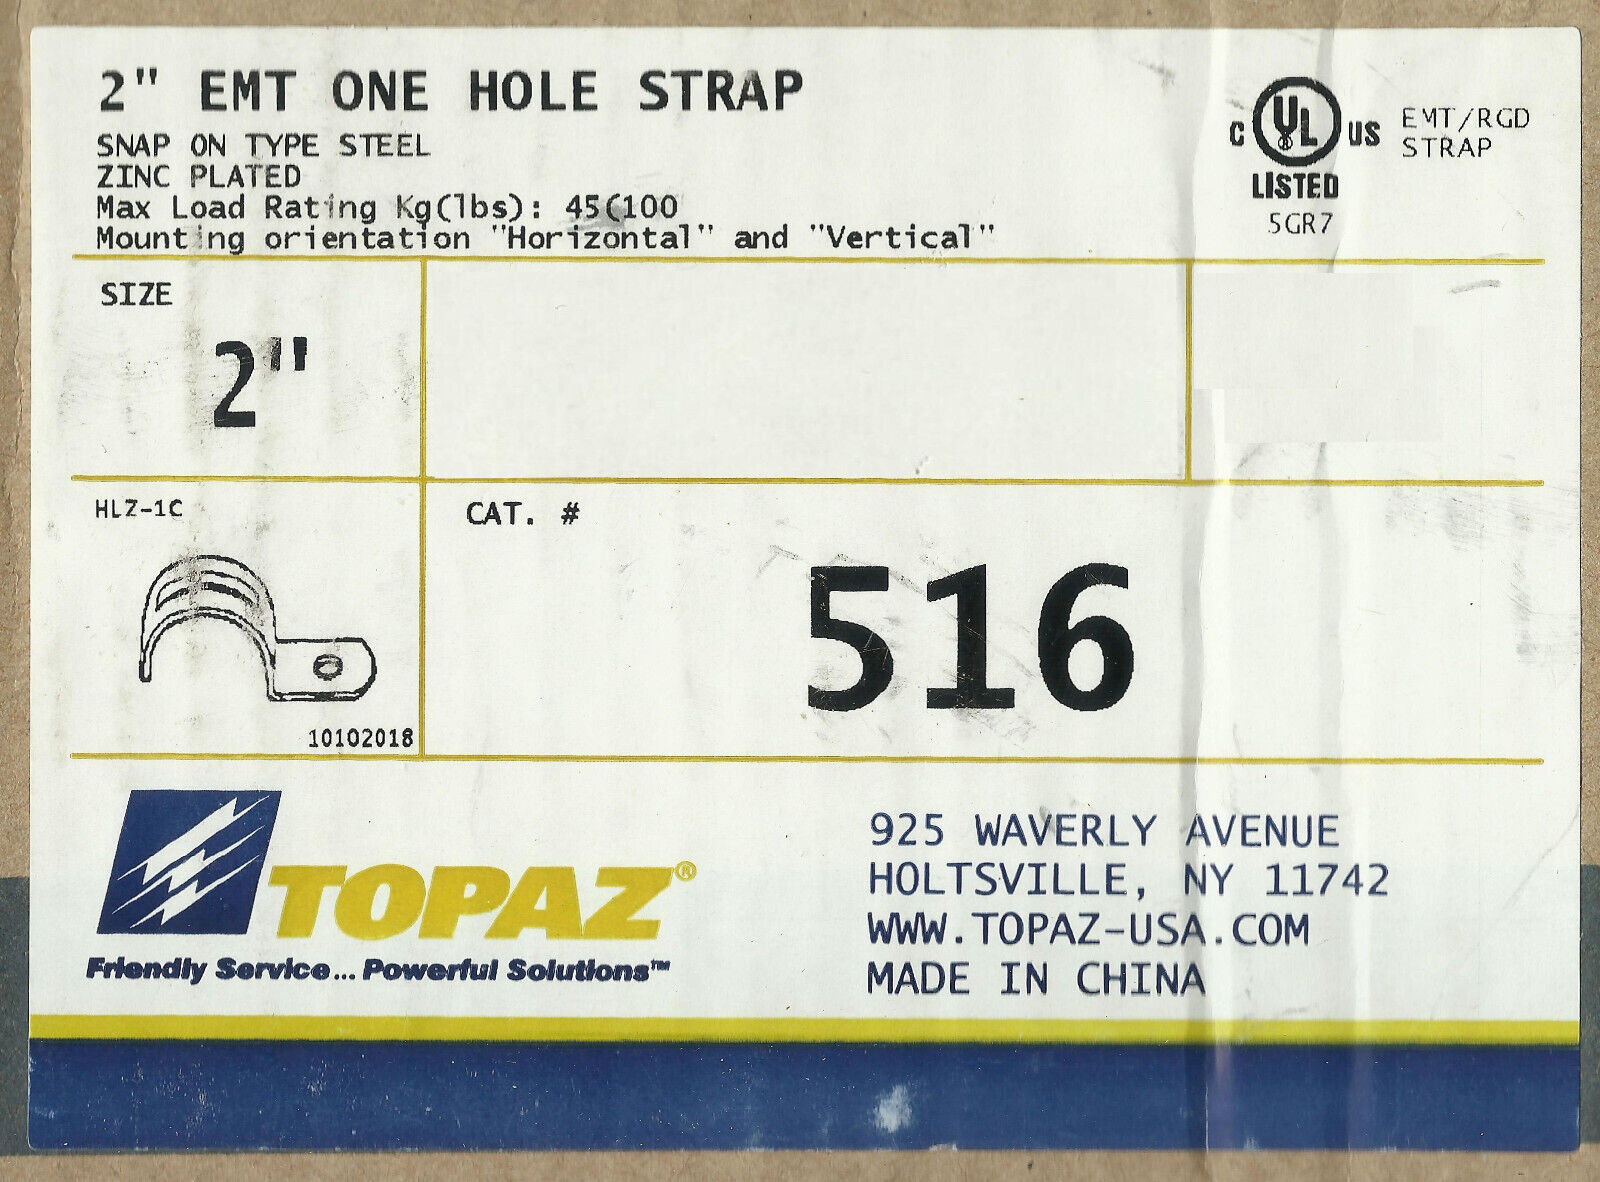 2" EMT ONE HOLE STRAP
SNAP ON TYPE STEEL
ZINC PLATED
Max Load Rating Kg(lbs): 45(100
Mounting orientation "Horizontal" and "Vertical"
C UL US
LISTED
5GR7
EMT/RGD
STRAP
SIZE
2"
HLZ-1C
10102018
CAT. #
516
TOPAZ®
Friendly Service... Powerful Solutions™
925 WAVERLY AVENUE
HOLTSVILLE, NY 11742
WWW.TOPAZ-USA.COM
MADE IN CHINA